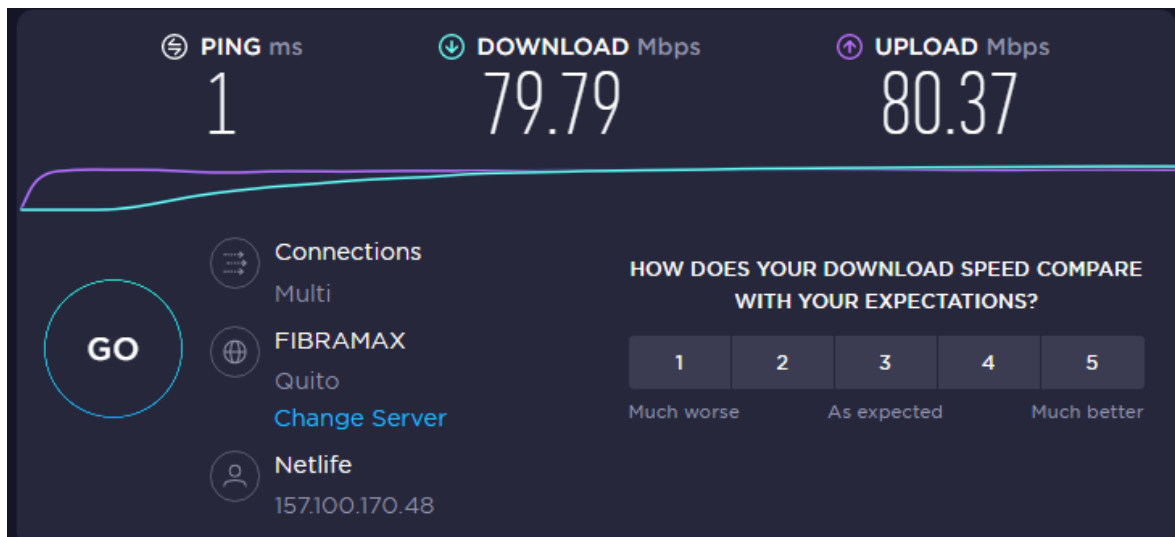 PING ms
1
DOWNLOAD Mbps
79.79
UPLOAD Mbps
80.37
GO
Connections
Multi
FIBRAMAX
Quito
Change Server
Netlife
157.100.170.48
HOW DOES YOUR DOWNLOAD SPEED COMPARE
WITH YOUR EXPECTATIONS?
1 2 3 4 5
Much worse As expected Much better